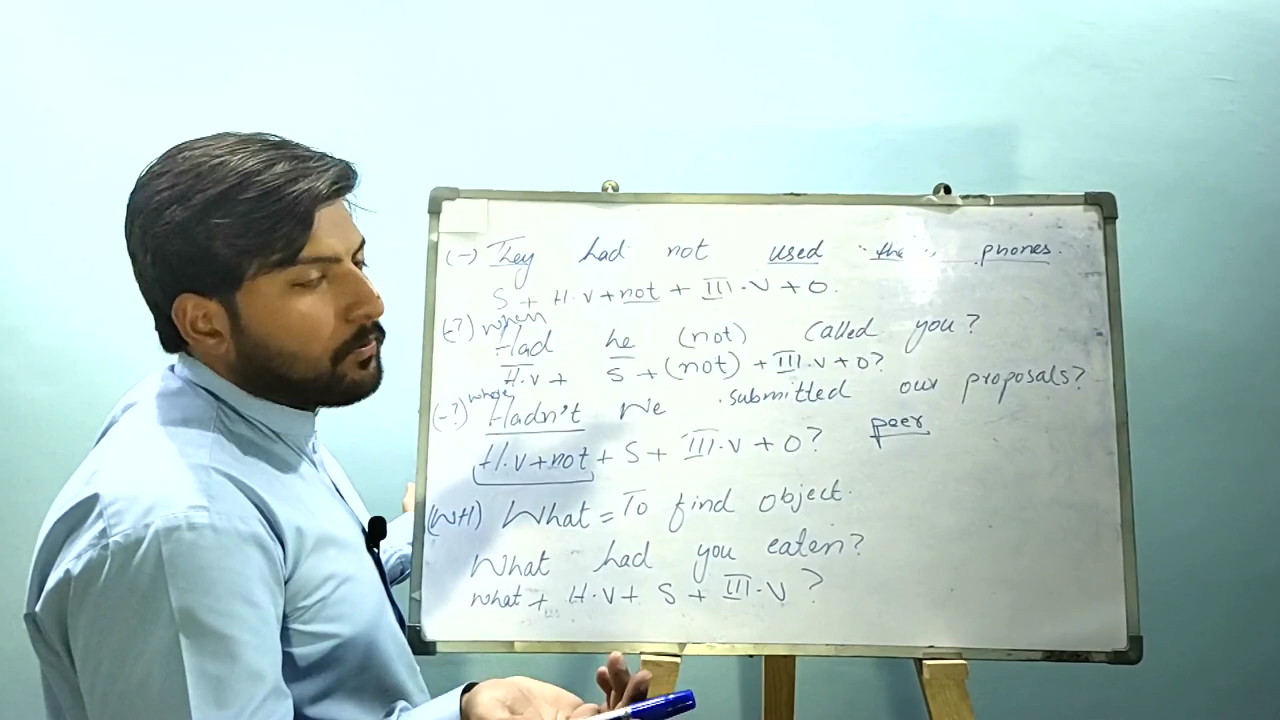 (-) They had not used the phones.
S + H.V + not + III.V + O.
(-?) when
Had he (not) called you?
H.V + S + (not) + III.V + O?
(-?) where Hadn't We submitted our proposals?
[H.V + not] + S + III.V + O? peer
(WH) What = To find object.
What had you eaten?
What + H.V + S + III.V ?